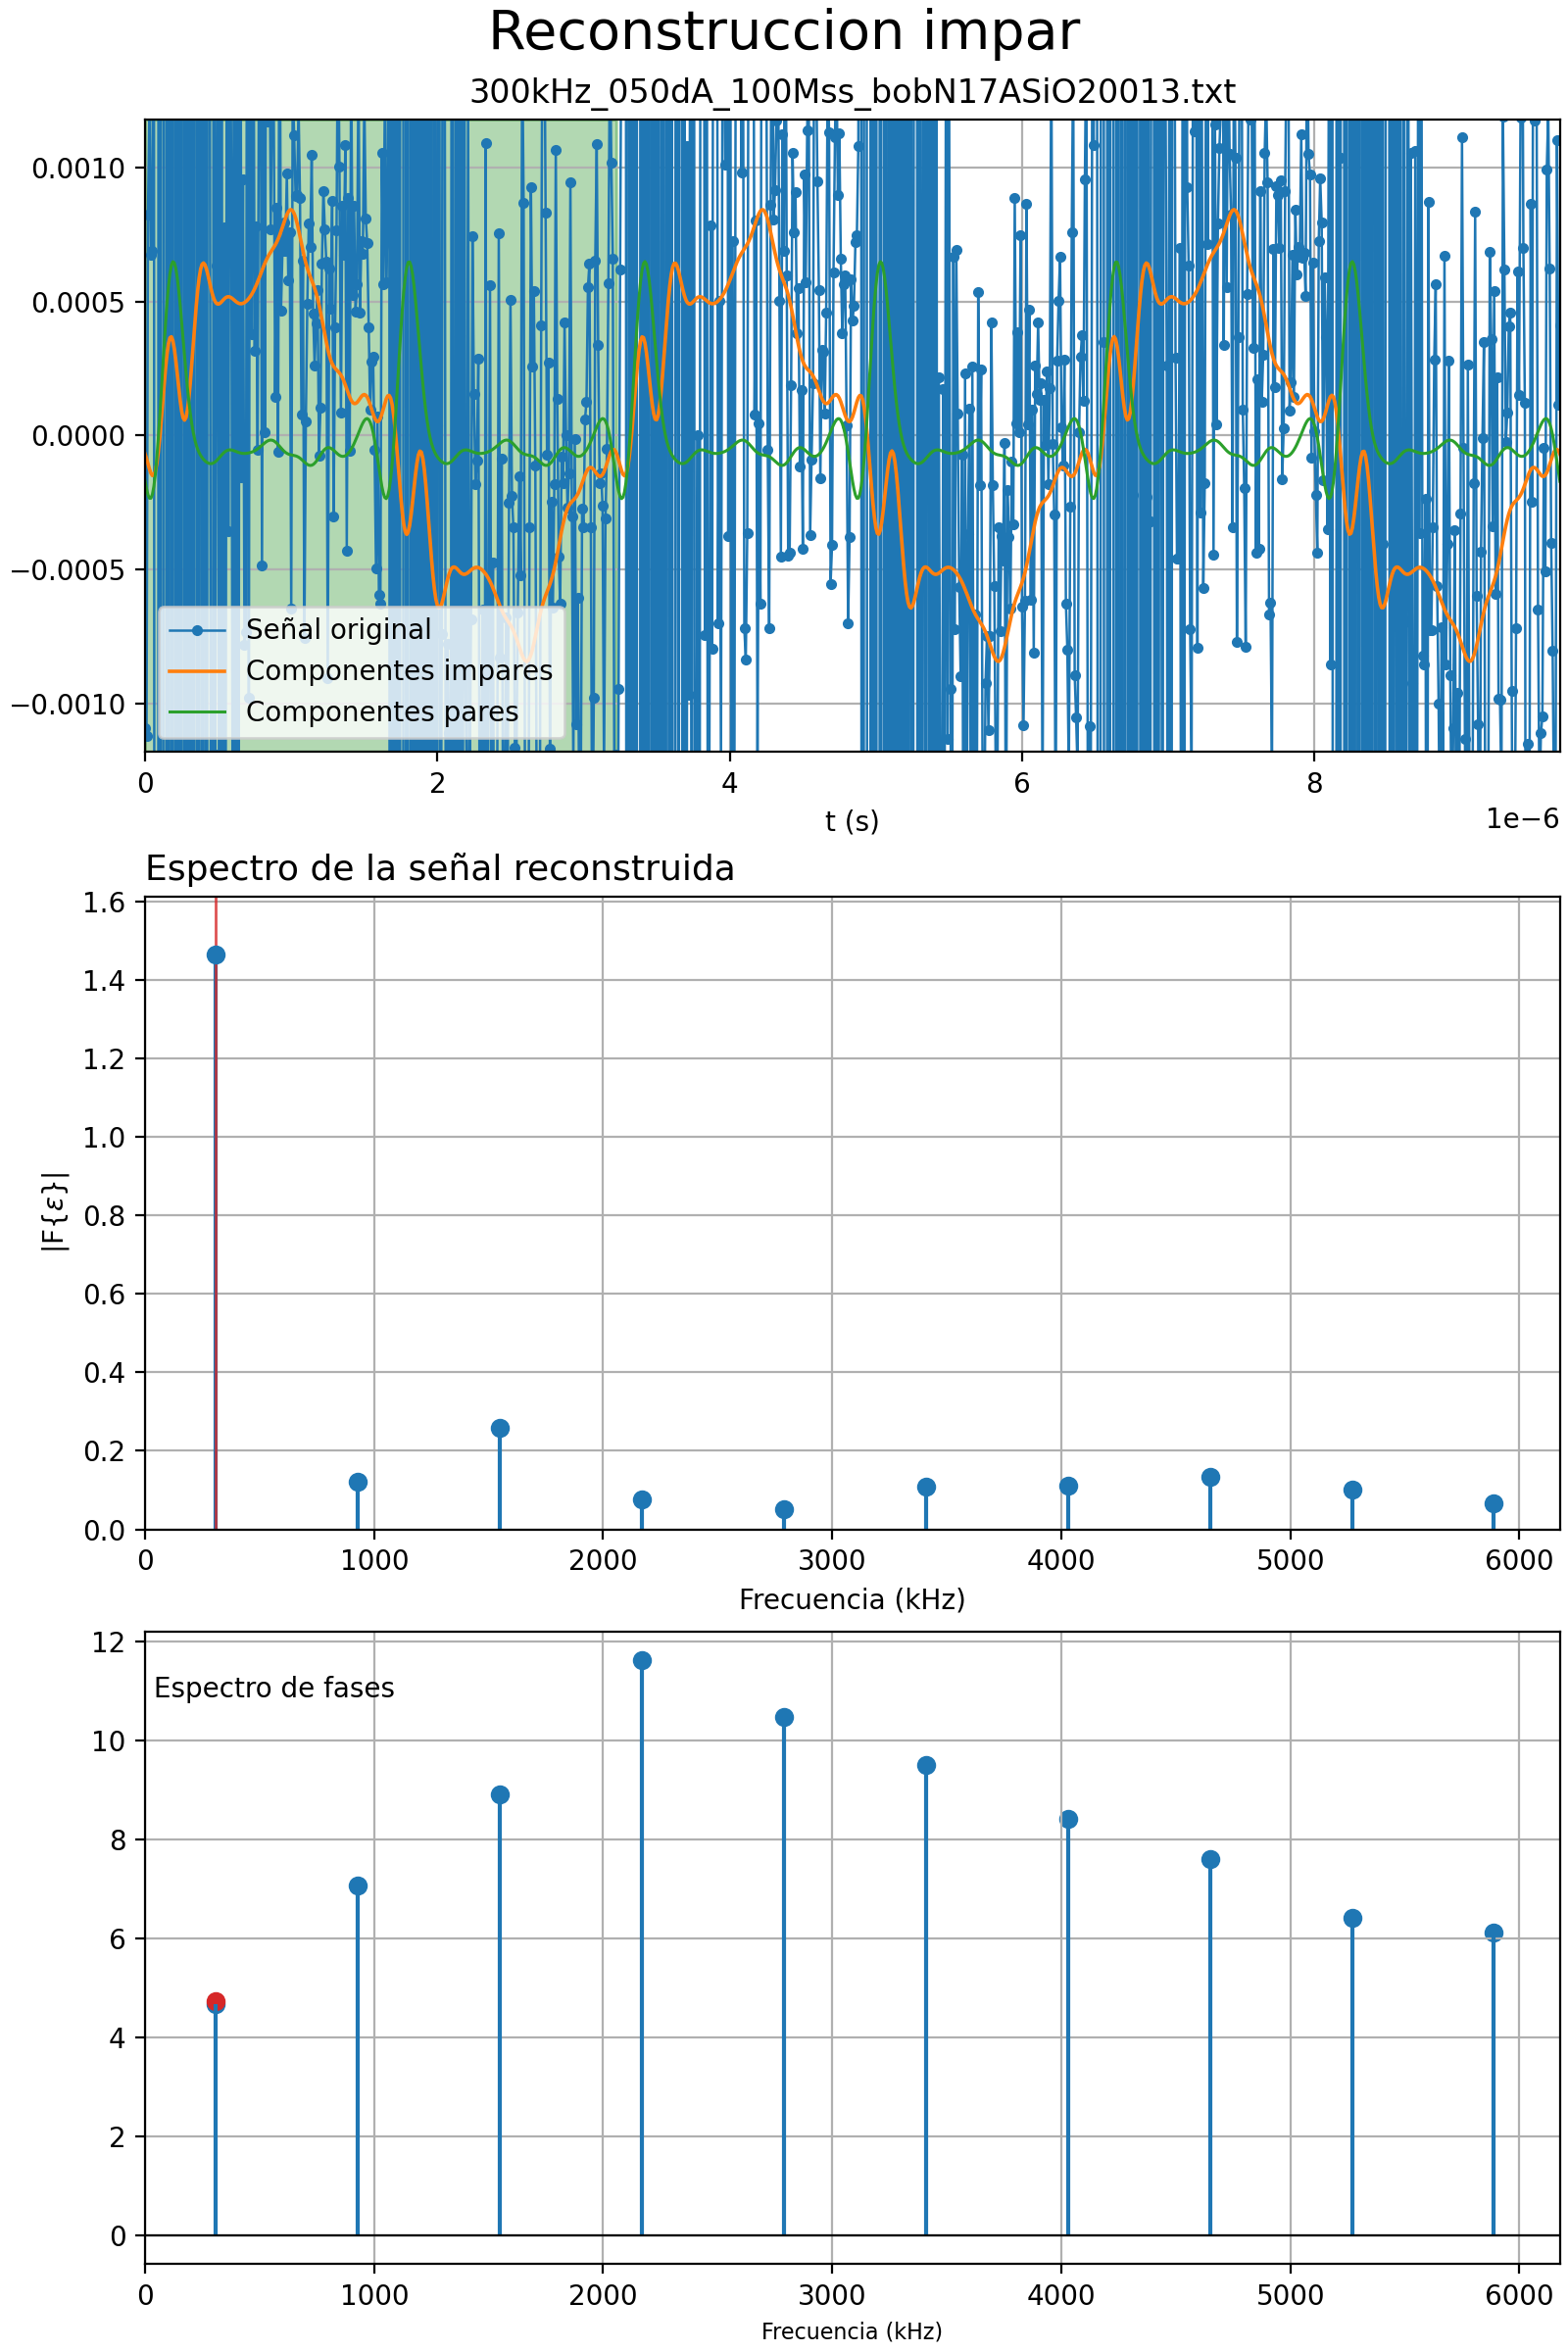 Reconstruccion impar
300kHz_050dA_100Mss_bobN17ASiO20013.txt
0.0010
0.0005
0.0000
−0.0005
−0.0010
Señal original
Componentes impares
Componentes pares
0 2 4 6 8
t (s)
1e−6
Espectro de la señal reconstruida
1.6
1.4
1.2
1.0
0.8
0.6
0.4
0.2
0.0
|F{ε}|
0 1000 2000 3000 4000 5000 6000
Frecuencia (kHz)
12
Espectro de fases
10
8
6
4
2
0
0 1000 2000 3000 4000 5000 6000
Frecuencia (kHz)